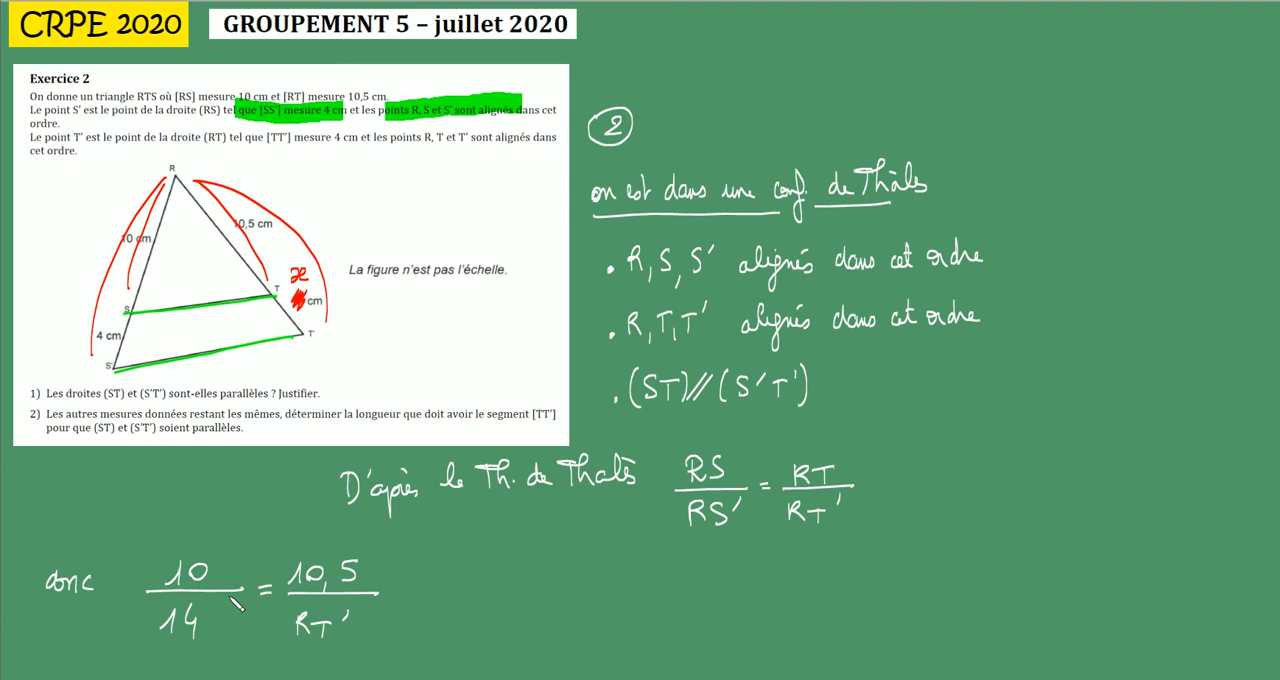 CRPE 2020
GROUPEMENT 5 – juillet 2020
Exercice 2
On donne un triangle RTS où [RS] mesure 10 cm et [RT] mesure 10,5 cm.
Le point S' est le point de la droite (RS) tel que [SS'] mesure 4 cm et les points R, S et S' sont alignés dans cet
ordre.
Le point T' est le point de la droite (RT) tel que [TT'] mesure 4 cm et les points R, T et T' sont alignés dans
cet ordre.
R
10 cm
10,5 cm
La figure n'est pas l'échelle.
x
T
S
cm
4 cm
T'
S'
1) Les droites (ST) et (S'T') sont-elles parallèles ? Justifier.
2) Les autres mesures données restant les mêmes, déterminer la longueur que doit avoir le segment [TT']
pour que (ST) et (S'T') soient parallèles.
2
on est dans une conf. de Thalès
. R, S, S' alignés dans cet ordre
. R, T, T' alignés dans cet ordre
. (ST) // (S'T')
D'après le Th. de Thalès RS/RS' = RT/RT'
donc 10/14 = 10,5/RT'